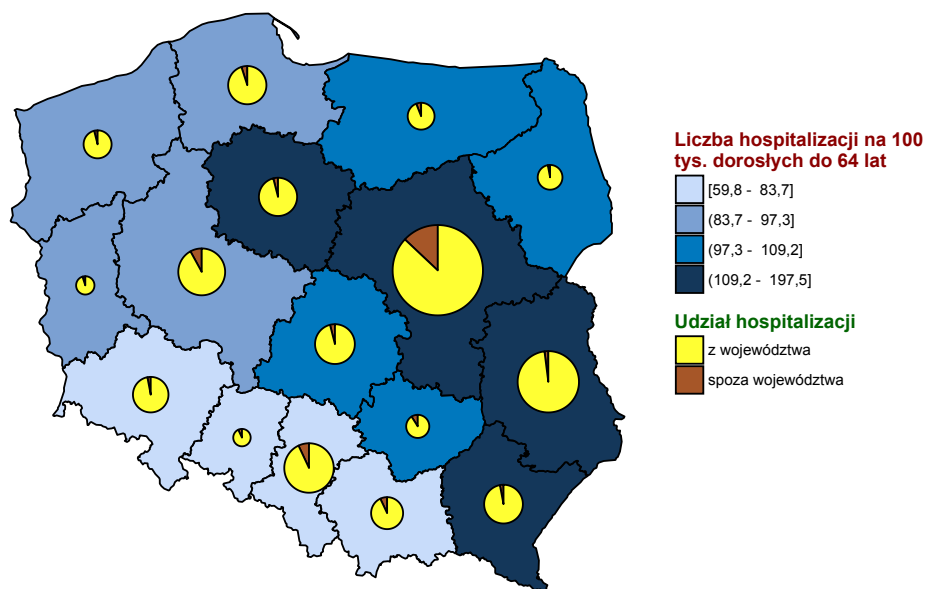 Liczba hospitalizacji na 100
tys. dorosłych do 64 lat
[59,8 - 83,7]
(83,7 - 97,3]
(97,3 - 109,2]
(109,2 - 197,5]
Udział hospitalizacji
z województwa
spoza województwa